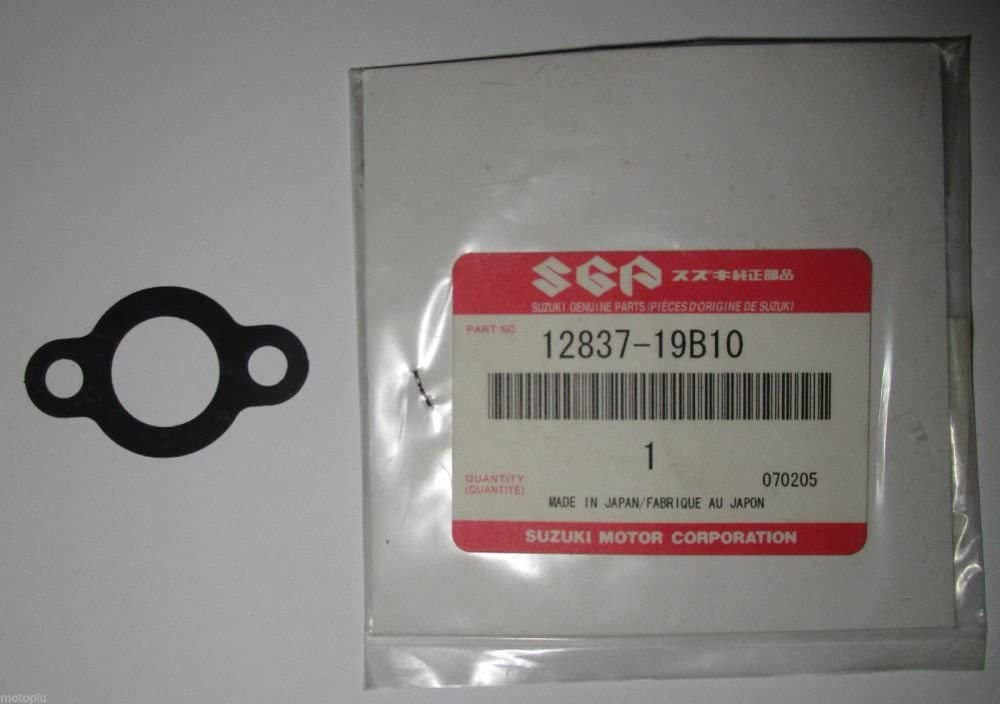 SGP スズキ純正部品
SUZUKI GENUINE PARTS/PIÈCES D'ORIGINE DE SUZUKI
PART NO. 12837-19B10
1
QUANTITY
(QUANTITÉ)
070205
MADE IN JAPAN/FABRIQUE AU JAPON
SUZUKI MOTOR CORPORATION
motoplu